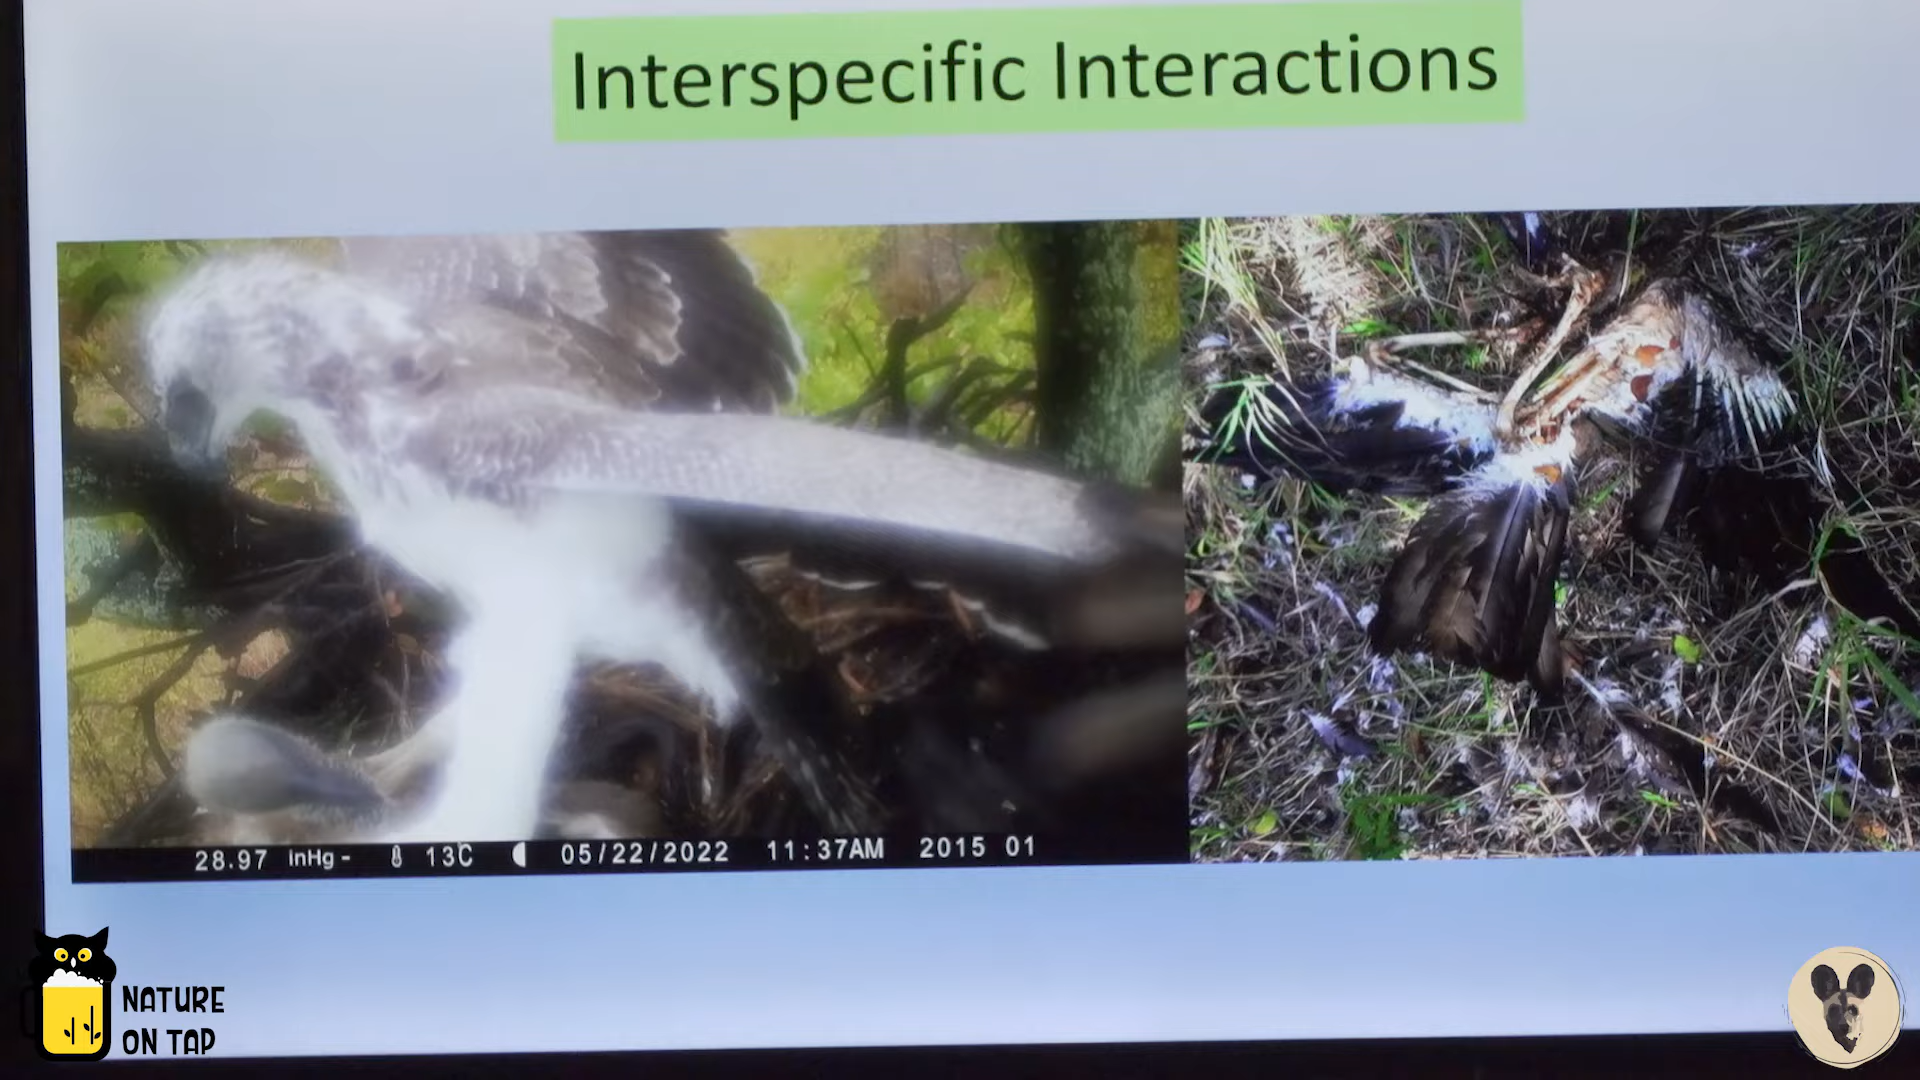 Interspecific Interactions
28.97 inHg - 13C 05/22/2022 11:37AM 2015 01
NATURE
ON TAP